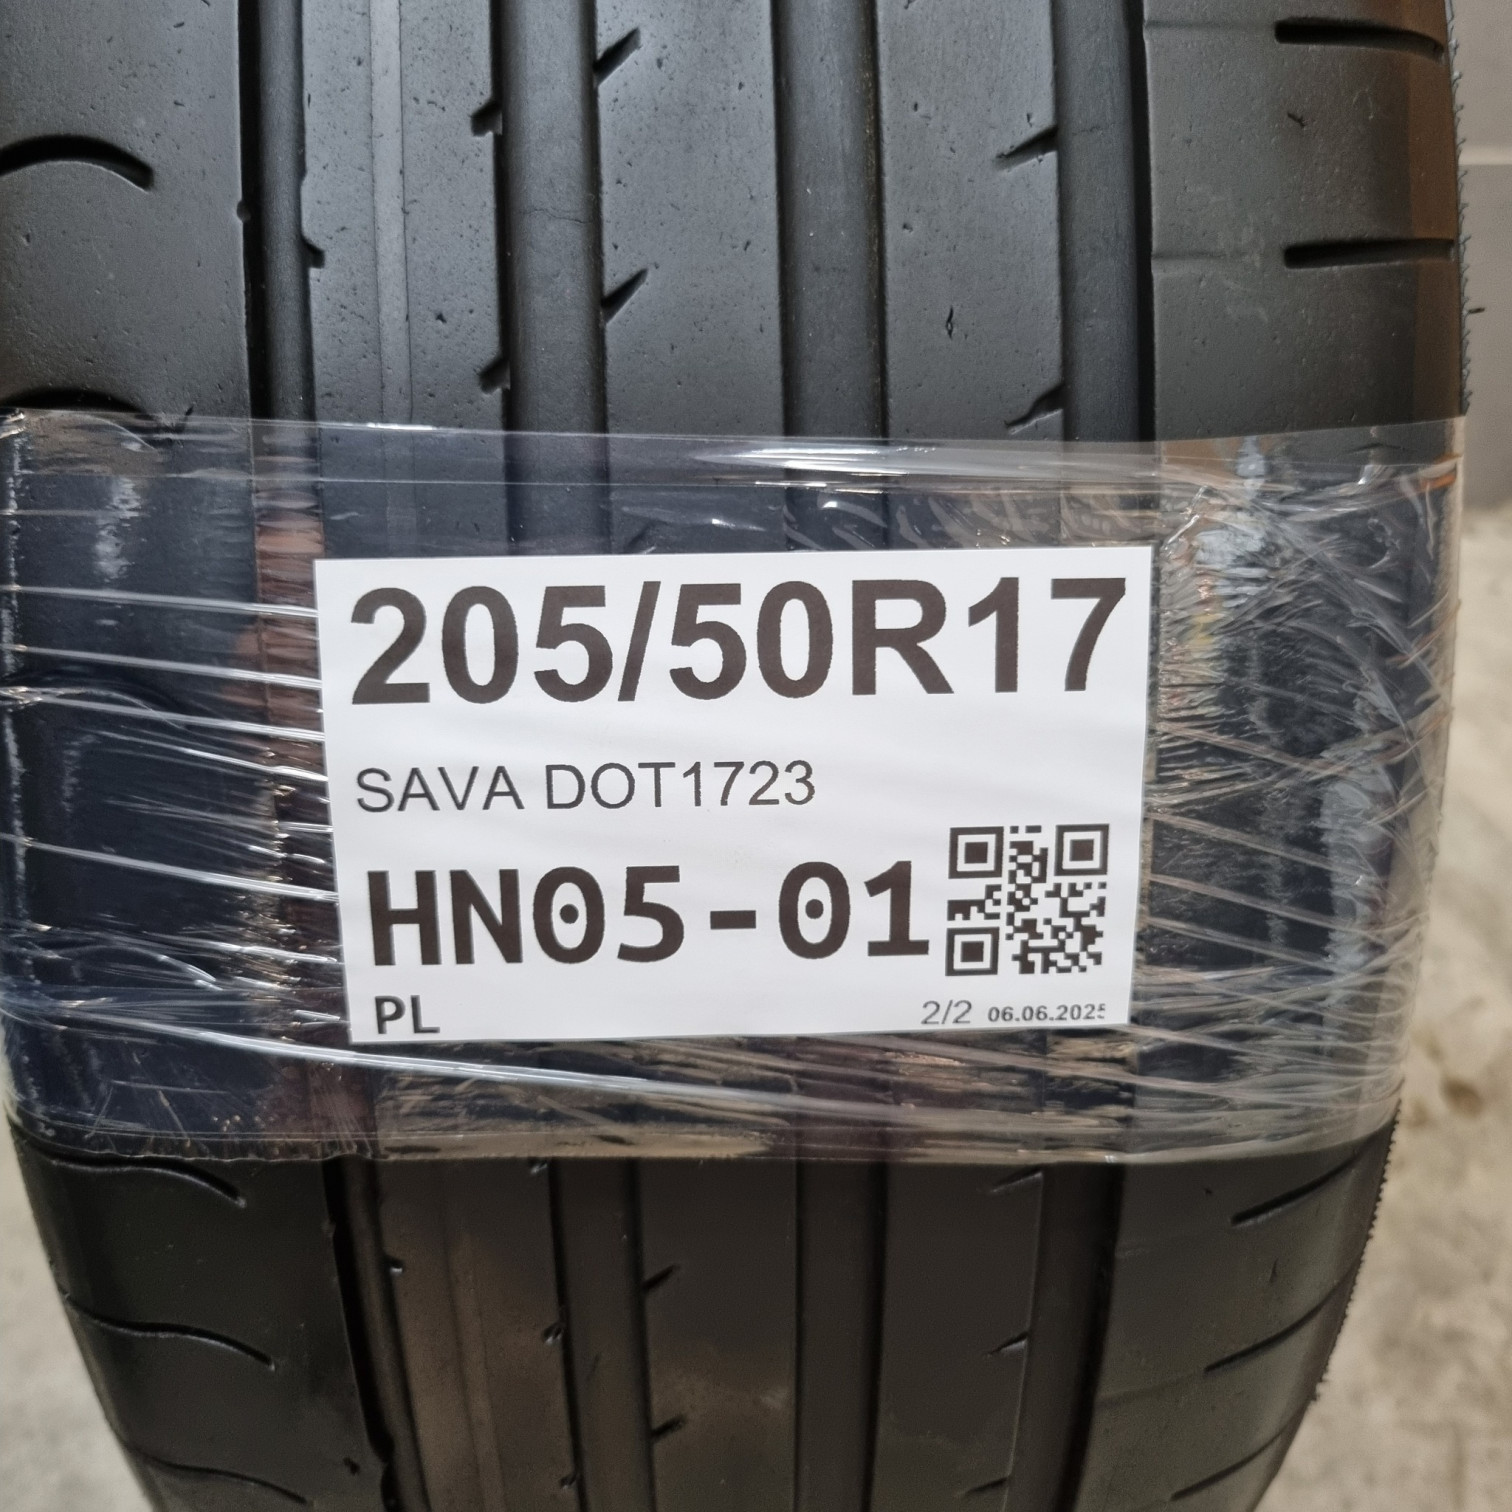 205/50R17
SAVA DOT1723
HN05-01
PL
2/2 06.06.2025